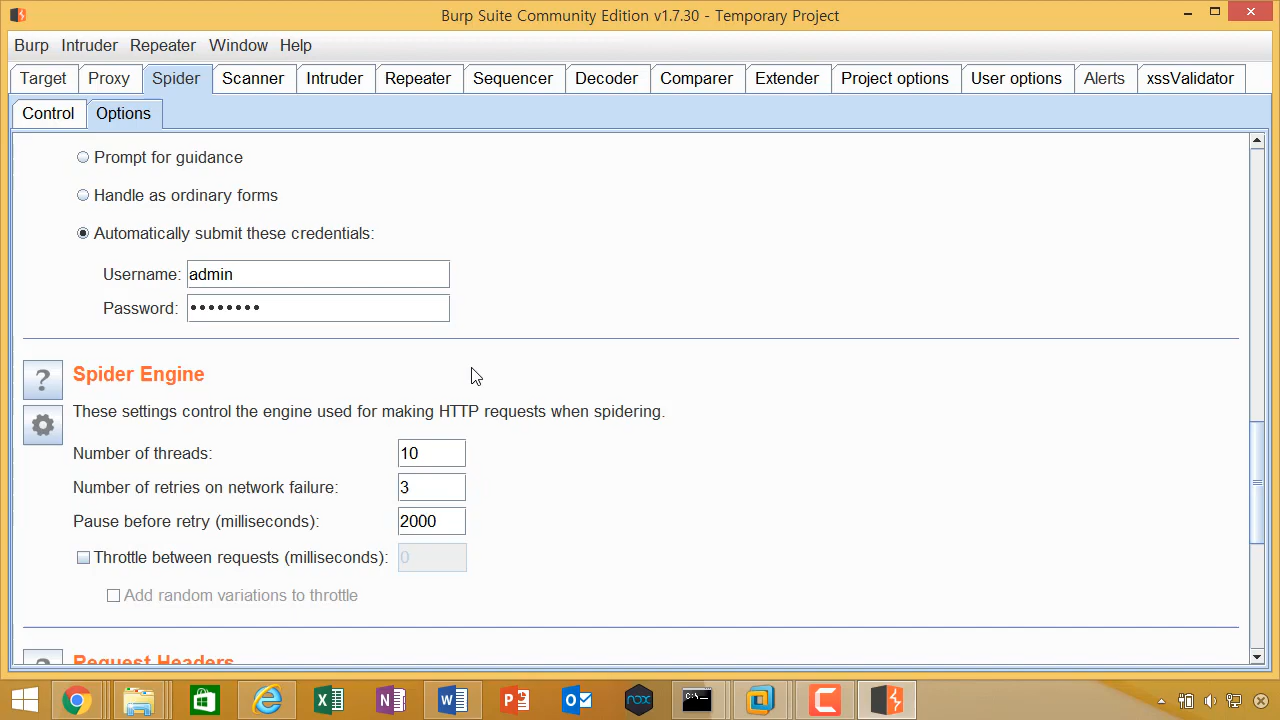 Burp Suite Community Edition v1.7.30 - Temporary Project
Burp Intruder Repeater Window Help
Target Proxy Spider Scanner Intruder Repeater Sequencer Decoder Comparer Extender Project options User options Alerts xssValidator
Control Options
Prompt for guidance
Handle as ordinary forms
Automatically submit these credentials:
Username: admin
Password: ••••••••
? Spider Engine
These settings control the engine used for making HTTP requests when spidering.
Number of threads: 10
Number of retries on network failure: 3
Pause before retry (milliseconds): 2000
Throttle between requests (milliseconds): 0
Add random variations to throttle
? Request Headers